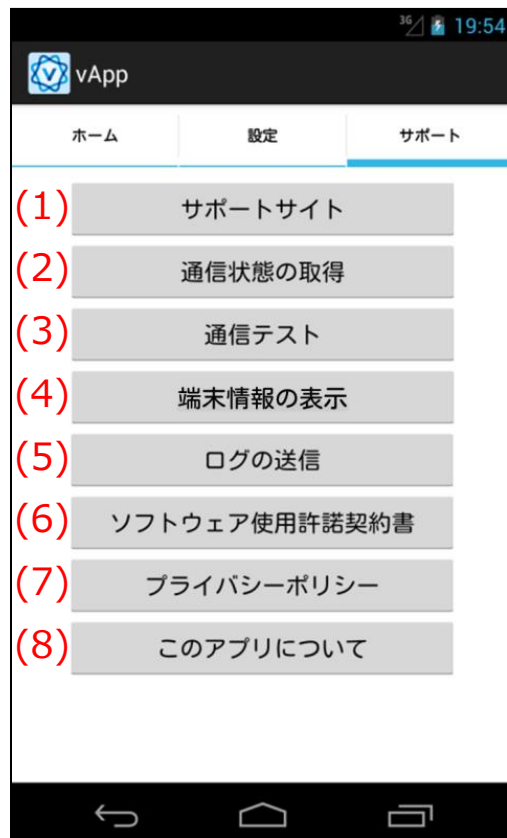 3G 19:54
vApp
ホーム 設定 サポート
(1) サポートサイト
(2) 通信状態の取得
(3) 通信テスト
(4) 端末情報の表示
(5) ログの送信
(6) ソフトウェア使用許諾契約書
(7) プライバシーポリシー
(8) このアプリについて